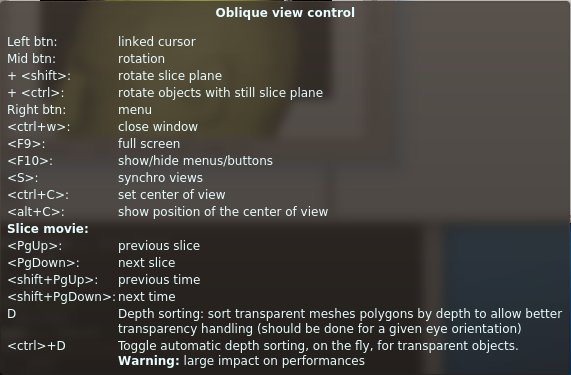 Oblique view control
Left btn: linked cursor
Mid btn: rotation
+ <shift>: rotate slice plane
+ <ctrl>: rotate objects with still slice plane
Right btn: menu
<ctrl+w>: close window
<F9>: full screen
<F10>: show/hide menus/buttons
<S>: synchro views
<ctrl+C>: set center of view
<alt+C>: show position of the center of view
Slice movie:
<PgUp>: previous slice
<PgDown>: next slice
<shift+PgUp>: previous time
<shift+PgDown>: next time
D Depth sorting: sort transparent meshes polygons by depth to allow better
transparency handling (should be done for a given eye orientation)
<ctrl>+D Toggle automatic depth sorting, on the fly, for transparent objects.
Warning: large impact on performances